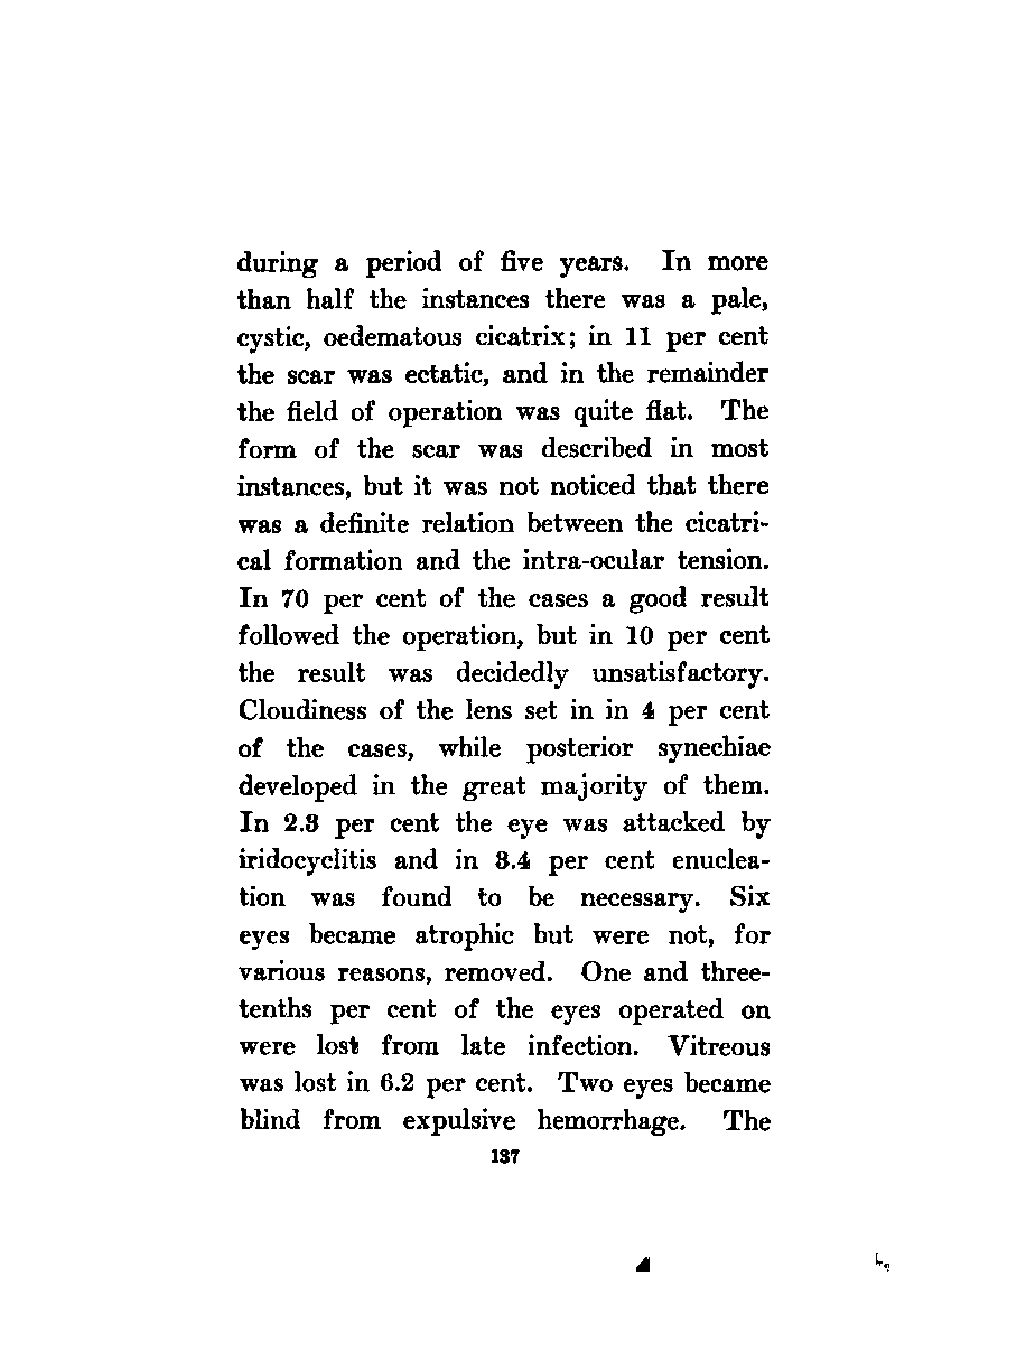 during a period of five years. In more
than half the instances there was a pale,
cystic, oedematous cicatrix; in 11 per cent
the scar was ectatic, and in the remainder
the field of operation was quite flat. The
form of the scar was described in most
instances, but it was not noticed that there
was a definite relation between the cicatri-
cal formation and the intra-ocular tension.
In 70 per cent of the cases a good result
followed the operation, but in 10 per cent
the result was decidedly unsatisfactory.
Cloudiness of the lens set in in 4 per cent
of the cases, while posterior synechiae
developed in the great majority of them.
In 2.3 per cent the eye was attacked by
iridocyclitis and in 3.4 per cent enuclea-
tion was found to be necessary. Six
eyes became atrophic but were not, for
various reasons, removed. One and three-
tenths per cent of the eyes operated on
were lost from late infection. Vitreous
was lost in 6.2 per cent. Two eyes became
blind from expulsive hemorrhage. The
137